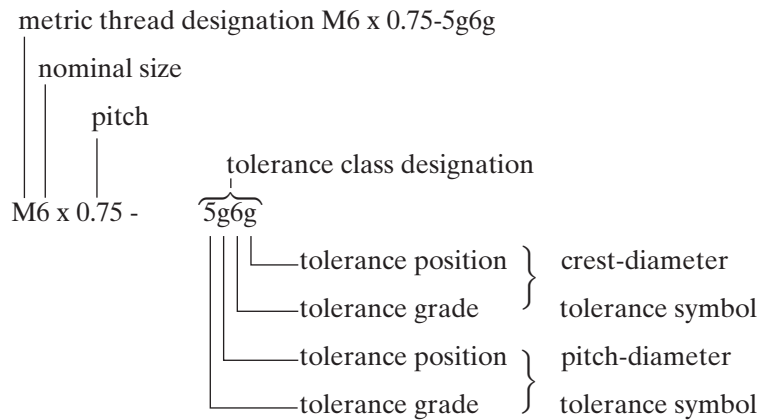 metric thread designation M6 x 0.75-5g6g
nominal size
pitch
tolerance class designation
M6 x 0.75 - 5g6g
tolerance position crest-diameter
tolerance grade tolerance symbol
tolerance position pitch-diameter
tolerance grade tolerance symbol